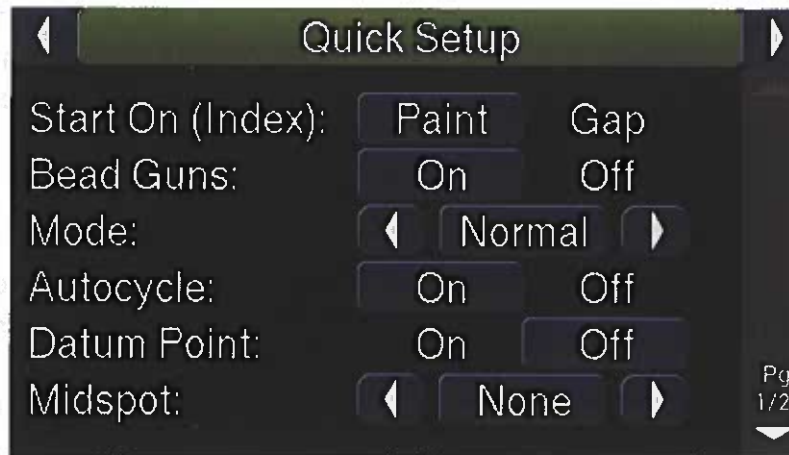 Quick Setup
Start On (Index): Paint Gap
Bead Guns: On Off
Mode: Normal
Autocycle: On Off
Datum Point: On Off
Midspot: None
Pg
1/2